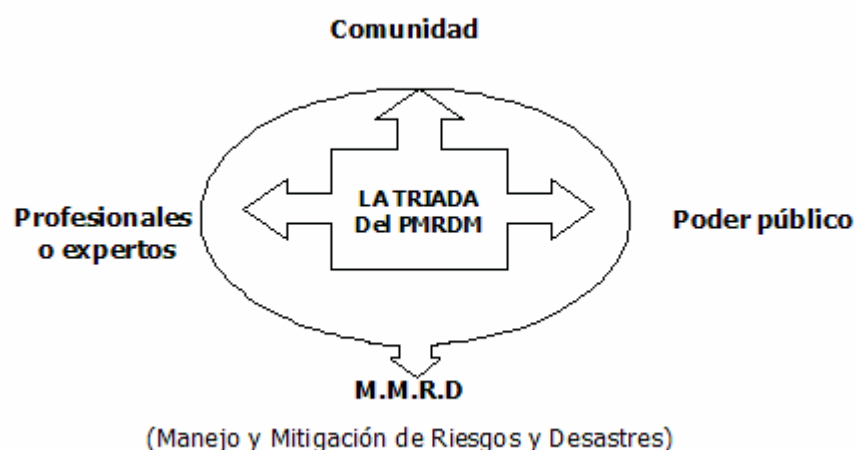 Comunidad
LA TRIADA
Del PMRDM
Profesionales
o expertos
Poder público
M.M.R.D
(Manejo y Mitigación de Riesgos y Desastres)